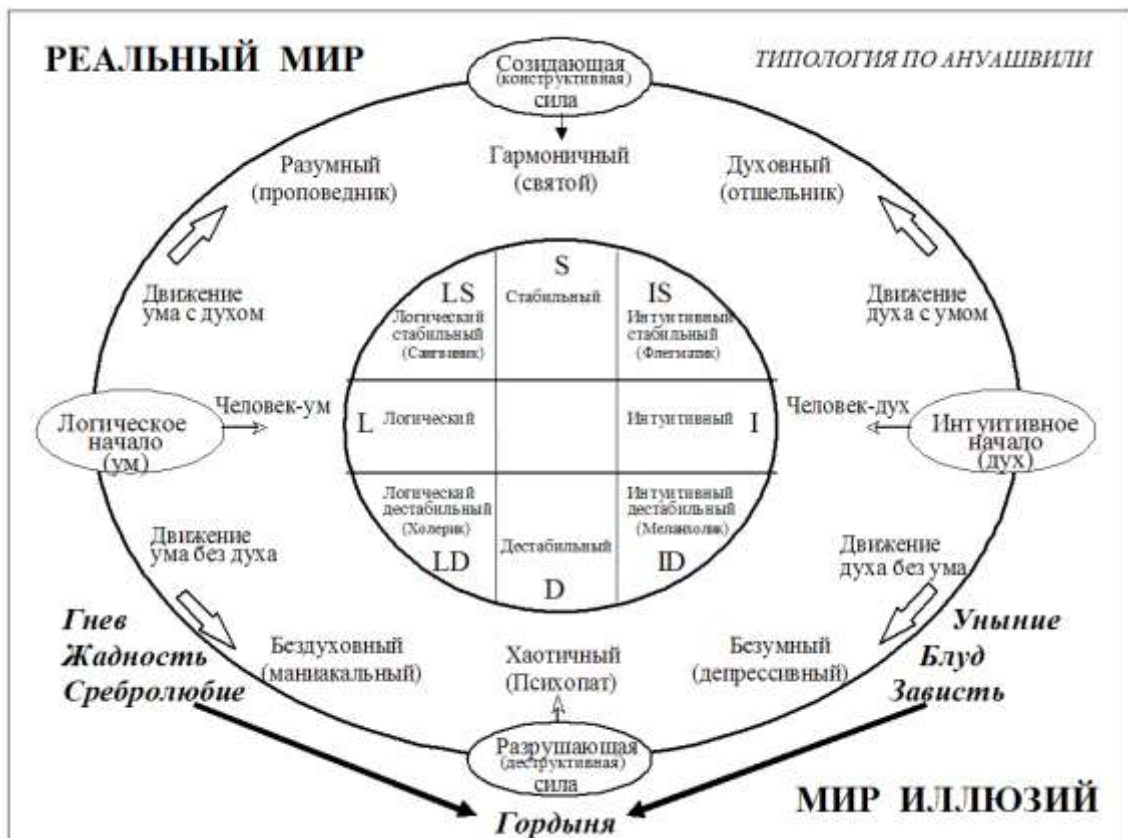 РЕАЛЬНЫЙ МИР
ТИПОЛОГИЯ ПО АНУАШВИЛИ
Созидающая
(конструктивная)
сила
Разумный
(проповедник)
Гармоничный
(святой)
Духовный
(отшельник)
Движение
ума с духом
Движение
духа с умом
LS
S
IS
Логический
стабильный
(Сангвиник)
Стабильный
Интуитивный
стабильный
(Флегматик)
Логическое
начало
(ум)
Человек-ум
L
Логический
Интуитивный
I
Человек-дух
Интуитивное
начало
(дух)
Логический
дестабильный
(Холерик)
LD
Дестабильный
D
Интуитивный
дестабильный
(Меланхолик)
ID
Движение
ума без духа
Движение
духа без ума
Гнев
Жадность
Сребролюбие
Бездуховный
(маниакальный)
Хаотичный
(Психопат)
Безумный
(депрессивный)
Уныние
Блуд
Зависть
Разрушающая
(деструктивная)
сила
Гордыня
МИР ИЛЛЮЗИЙ